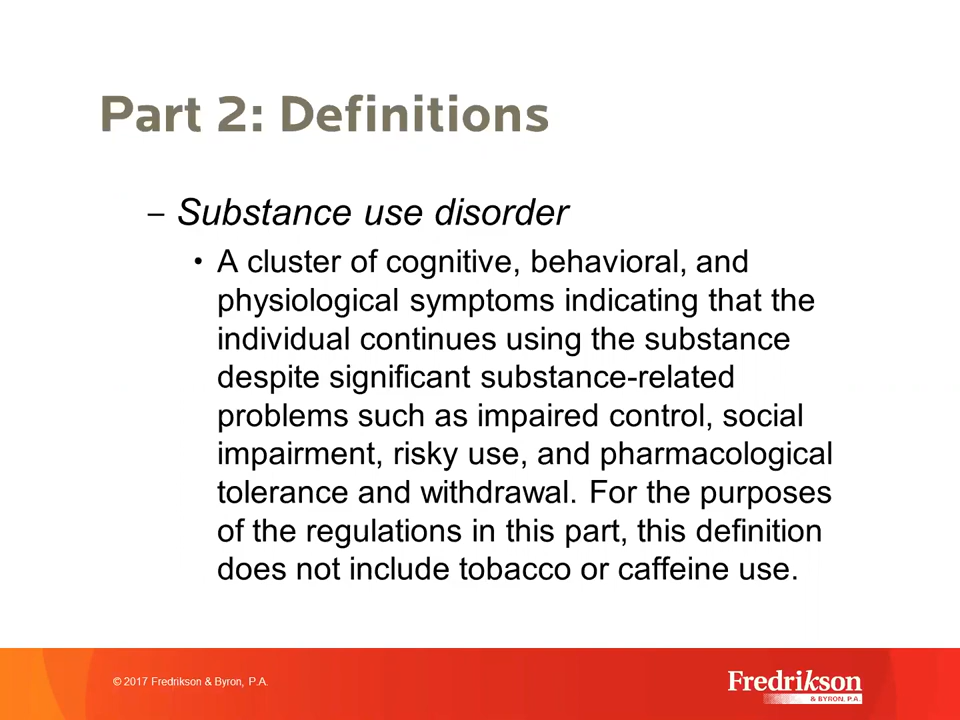 Part 2: Definitions
– Substance use disorder
• A cluster of cognitive, behavioral, and
physiological symptoms indicating that the
individual continues using the substance
despite significant substance-related
problems such as impaired control, social
impairment, risky use, and pharmacological
tolerance and withdrawal. For the purposes
of the regulations in this part, this definition
does not include tobacco or caffeine use.
© 2017 Fredrikson & Byron, P.A.
Fredrikson
& BYRON, P.A.